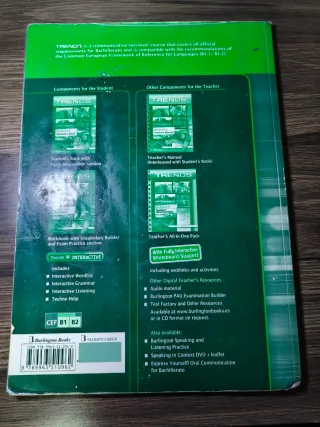 TRENDS is a communicative two-level course that covers all official
requirements for Bachillerato and is compatible with the recommendations of
the Common European Framework of Reference for Languages (B1.1/ B1.2).
Components for the Student
TRENDS
Student's Book with
section
Workbook with Vocabulary Builder
and Exam Practice section
Trends INTERACTIVE
includes
Interactive Wordlist
Interactive Grammar
Interactive Listening
Techno Help
CEF B1 B2
Other Components for the Teacher
TRENDS
Teacher's Manual
(interleaved with Student's Book)
TRENDS
Teacher's All-in-One Pack
With Fully Interactive
Whiteboard Support
including weblinks and activities
Other Digital Teacher's Resources
Audio material
Burlington PAU Examination Builder
Test Factory and Other Resources
Available at www.burlingtonbooks.es
or in CD format on request.
Also available
Burlington Speaking and
Listening Practice
Speaking in Context DVD + leaflet
Express Yourself! Oral Communication
for Bachillerato
Burlington Books